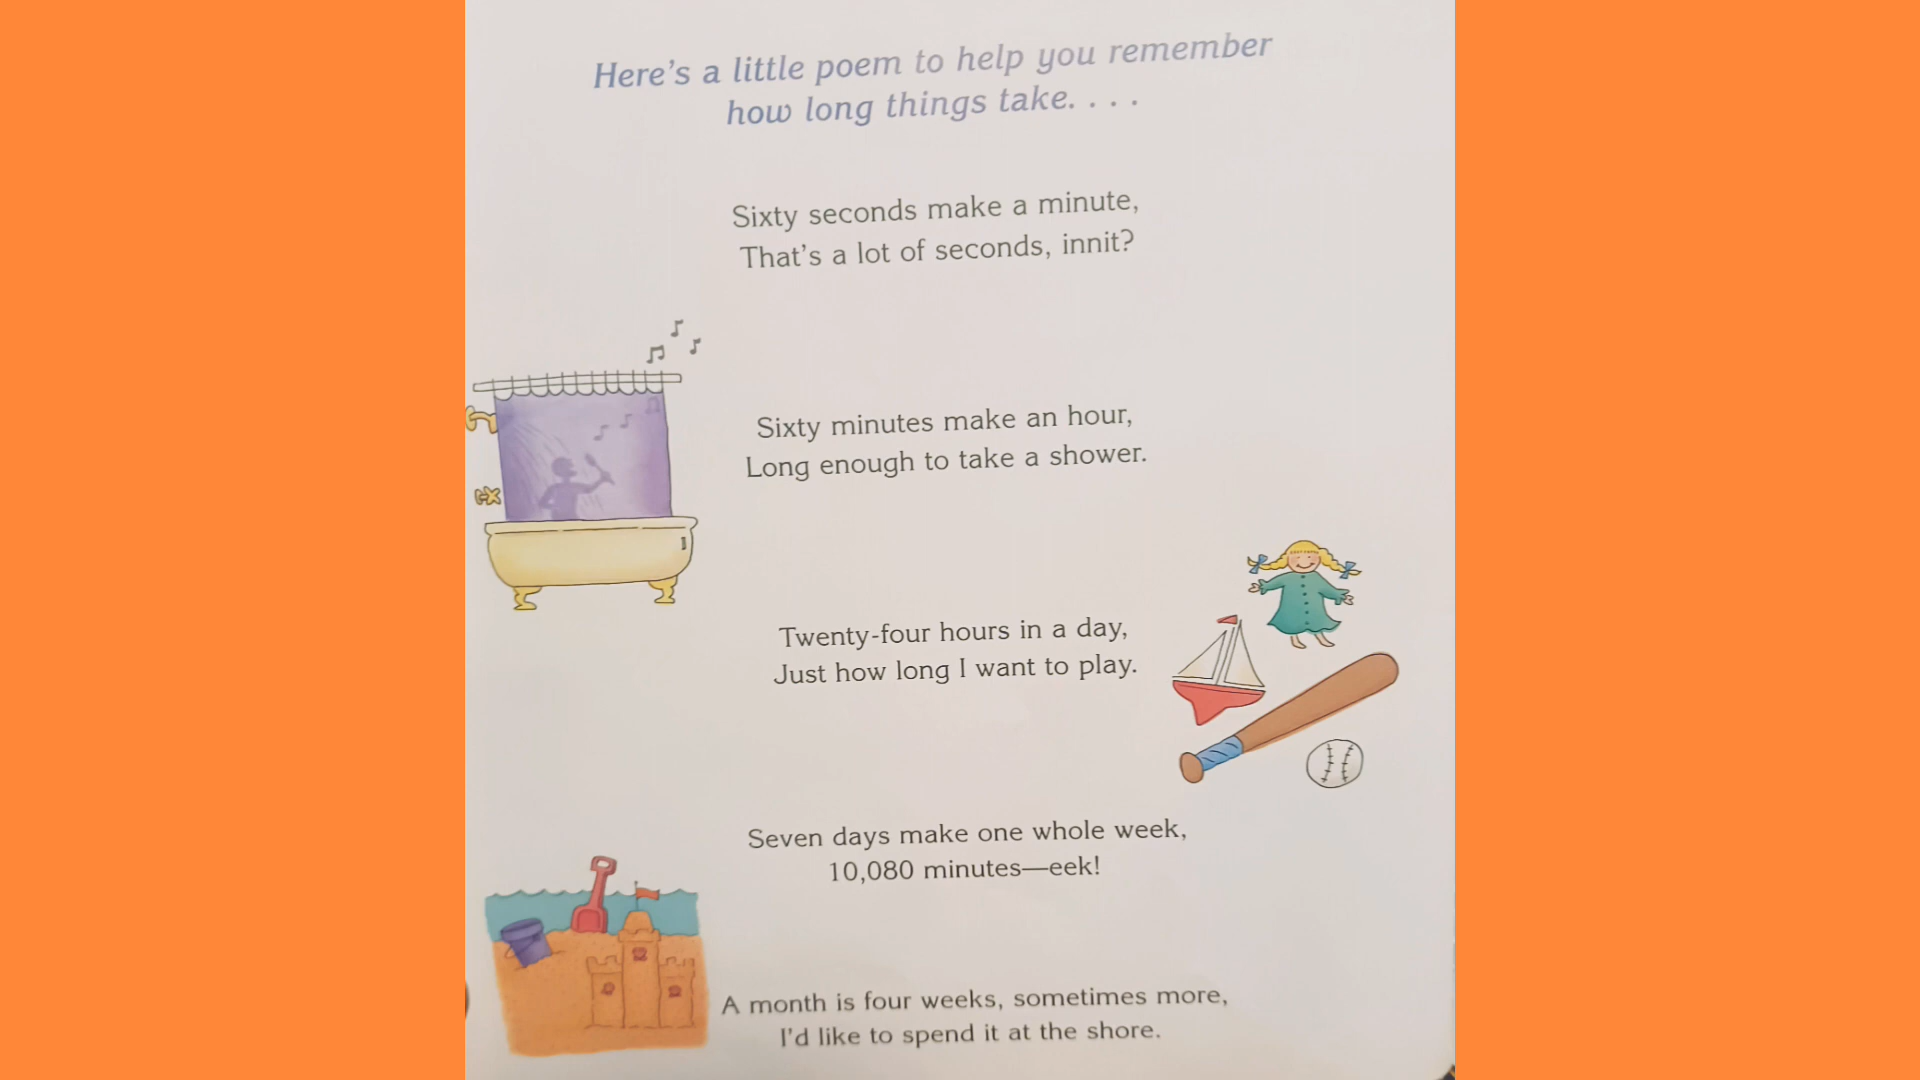 Here's a little poem to help you remember
how long things take. . . .
Sixty seconds make a minute,
That's a lot of seconds, innit?
Sixty minutes make an hour,
Long enough to take a shower.
Twenty-four hours in a day,
Just how long I want to play.
Seven days make one whole week,
10,080 minutes—eek!
A month is four weeks, sometimes more,
I'd like to spend it at the shore.